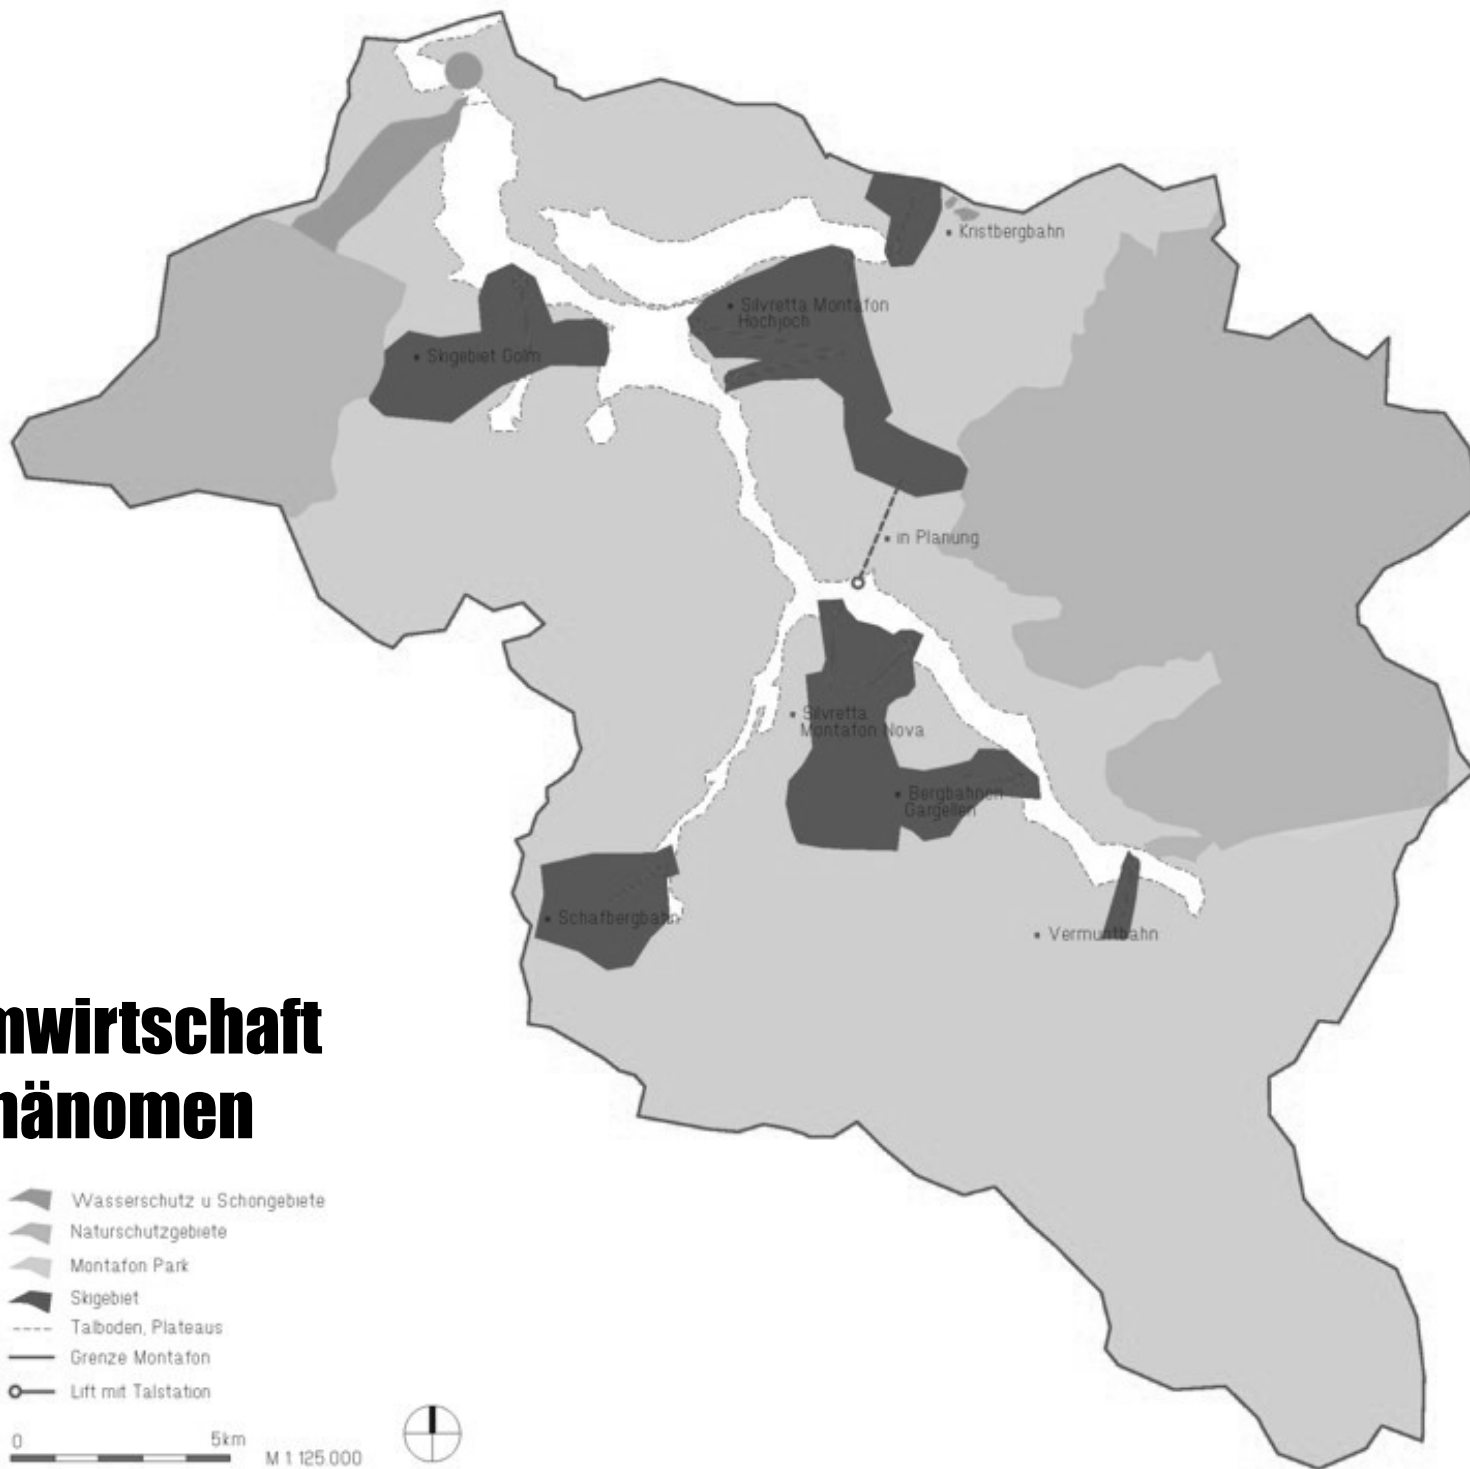 Kristbergbahn
Silvretta Montafon
Hochjoch
Skigebiet Golm
in Planung
Silvretta
Montafon Nova
Bergbahnen
Gargellen
Schafbergbahn
Vermuntbahn
mwirtschaft
hänomen
Wasserschutz u Schongebiete
Naturschutzgebiete
Montafon Park
Skigebiet
Talboden, Plateaus
Grenze Montafon
Lift mit Talstation
0 5km
M 1:125.000